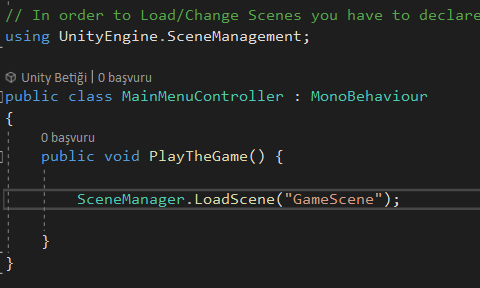 // In order to Load/Change Scenes you have to declare
using UnityEngine.SceneManagement;
Unity Betiği | 0 başvuru
public class MainMenuController : MonoBehaviour
{
0 başvuru
public void PlayTheGame() {
SceneManager.LoadScene("GameScene");
}
}